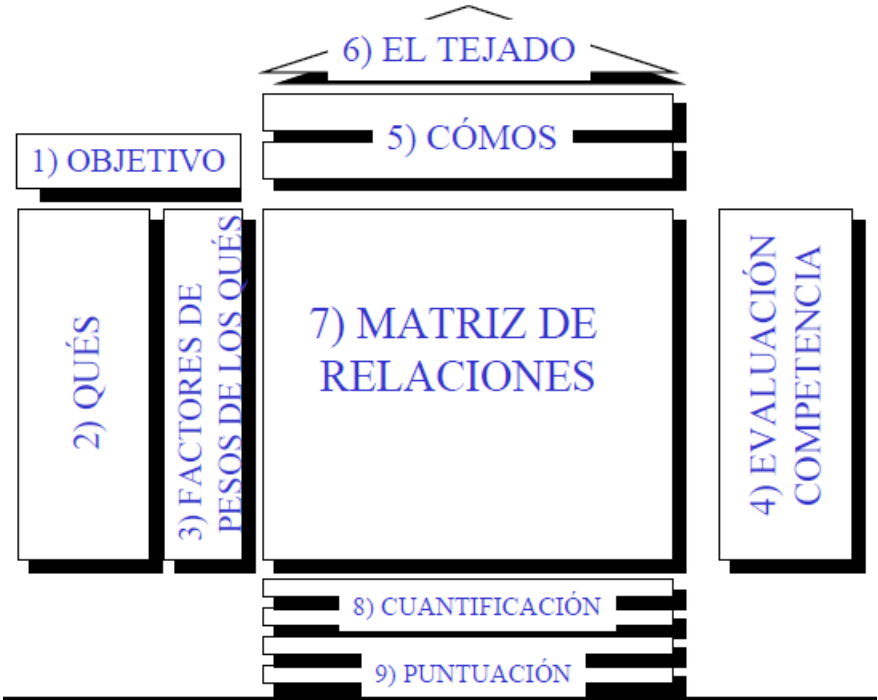 6) EL TEJADO
5) CÓMOS
1) OBJETIVO
2) QUÉS
3) FACTORES DE
PESOS DE LOS QUÉS
7) MATRIZ DE
RELACIONES
4) EVALUACIÓN
COMPETENCIA
8) CUANTIFICACIÓN
9) PUNTUACIÓN